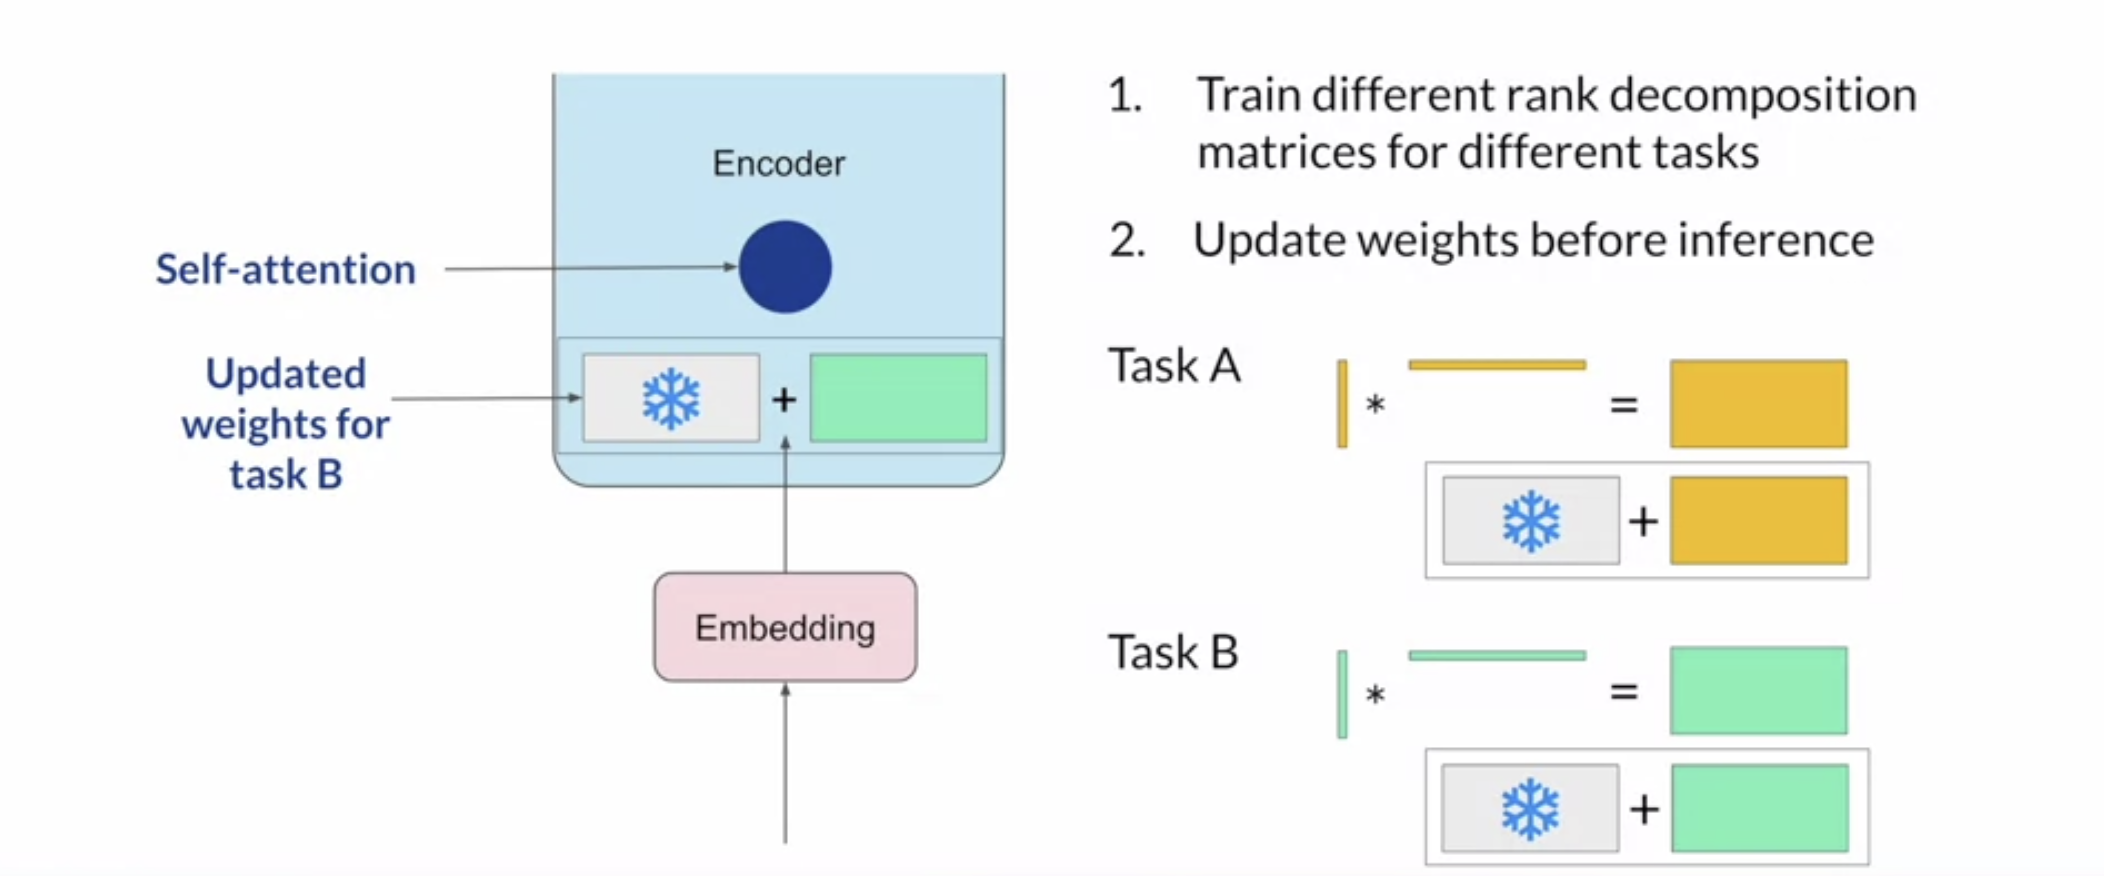 Encoder
Self-attention
Updated
weights for
task B
+
Embedding
1. Train different rank decomposition
matrices for different tasks
2. Update weights before inference
Task A
* =
+
Task B
* =
+